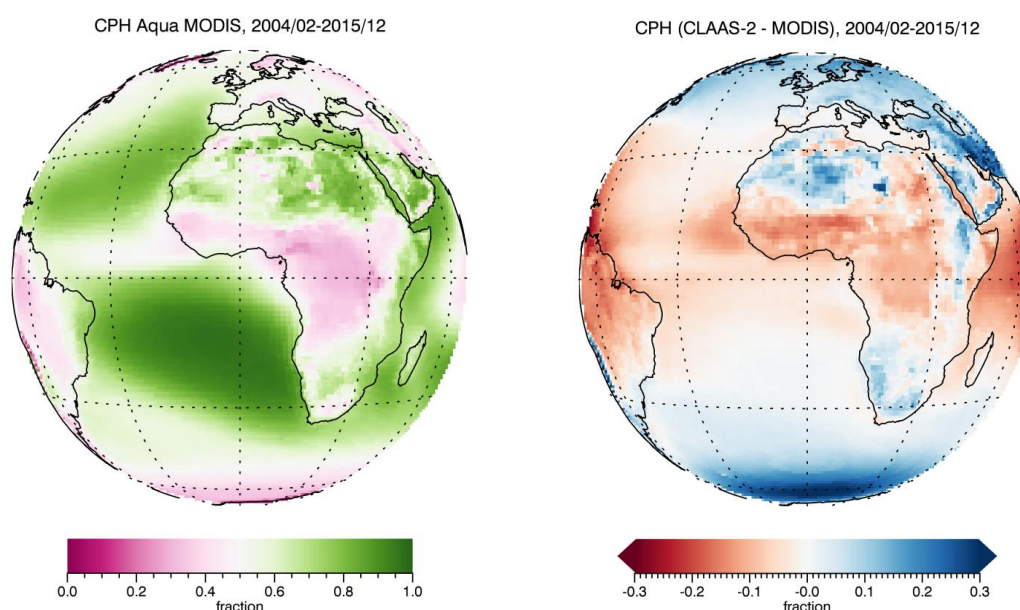 CPH Aqua MODIS, 2004/02-2015/12
CPH (CLAAS-2 - MODIS), 2004/02-2015/12
0.0 0.2 0.4 0.6 0.8 1.0
fraction
-0.3 -0.2 -0.1 -0.0 0.1 0.2 0.3
fraction